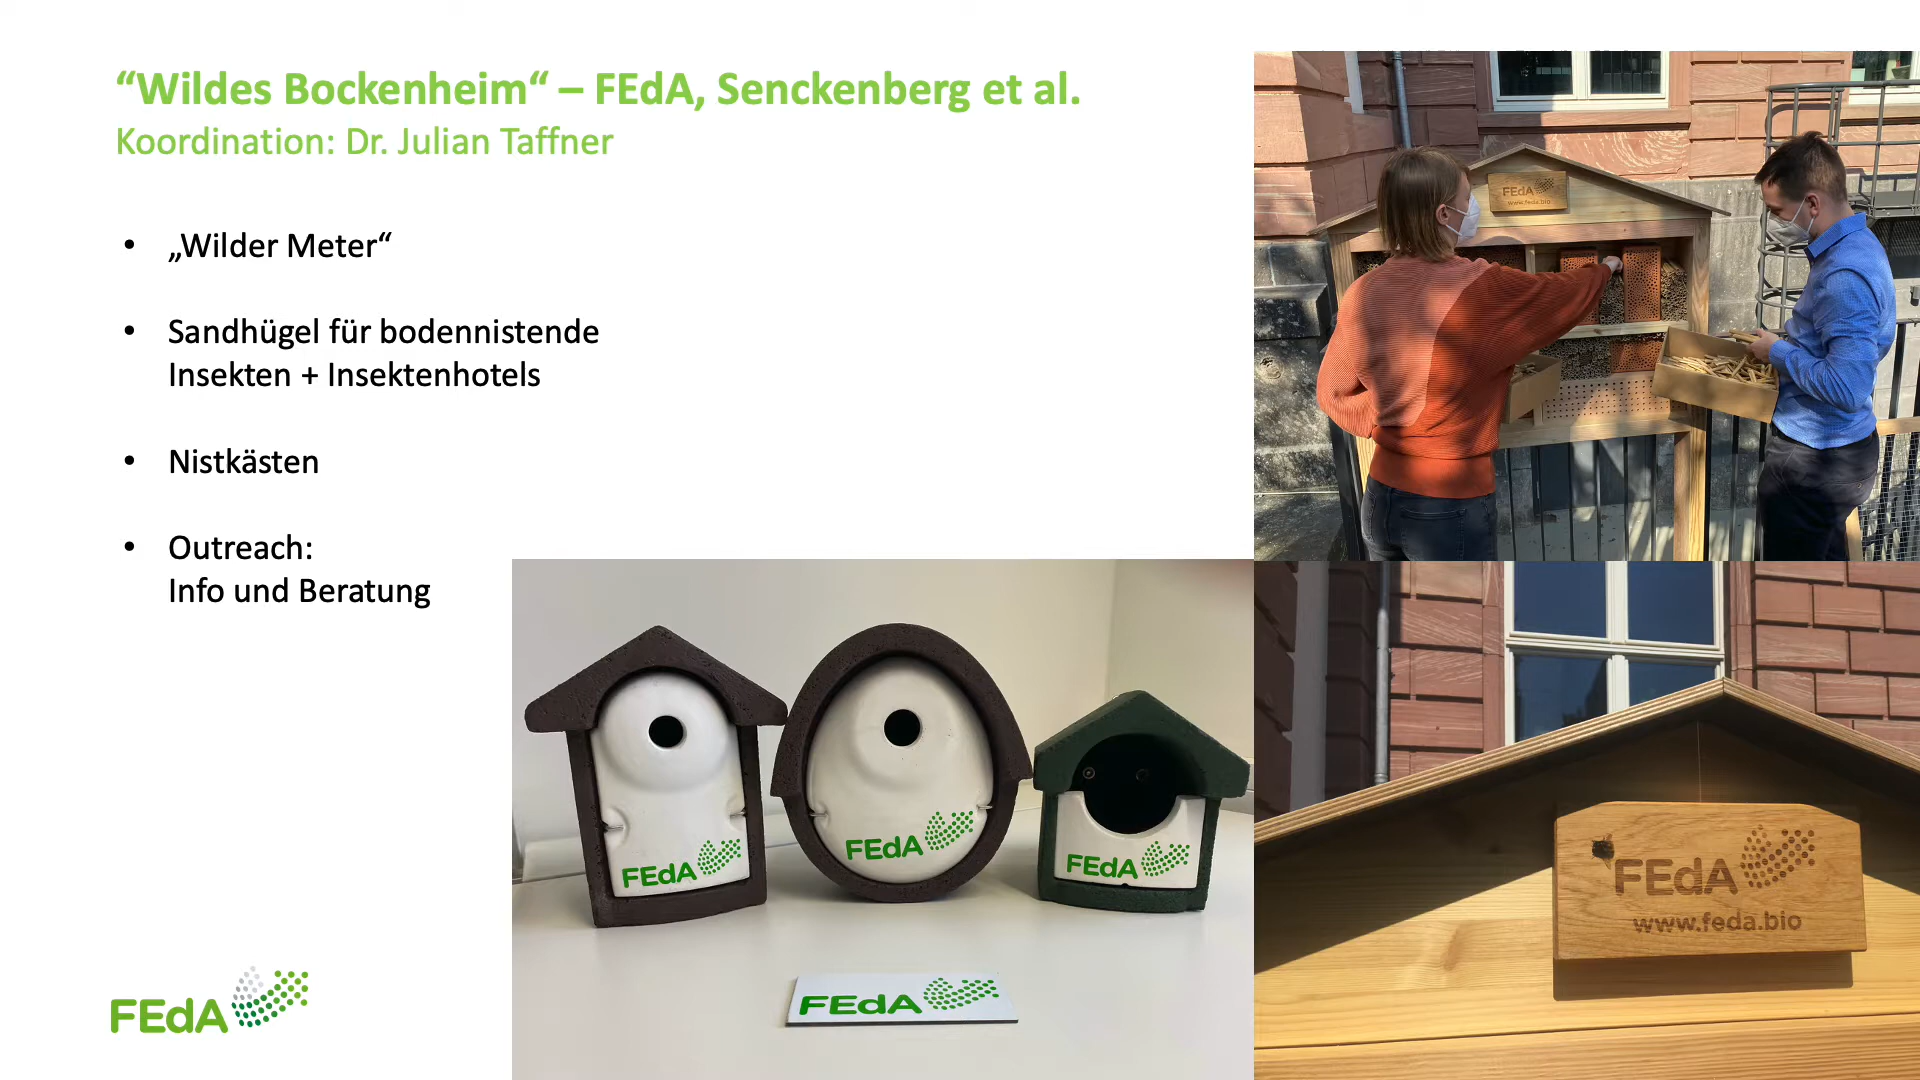 “Wildes Bockenheim“ – FEdA, Senckenberg et al.
Koordination: Dr. Julian Taffner
• „Wilder Meter“
• Sandhügel für bodennistende
Insekten + Insektenhotels
• Nistkästen
• Outreach:
Info und Beratung
FEdA
www.feda.bio
FEdA
FEdA
FEdA
FEdA
FEdA
www.feda.bio
FEdA